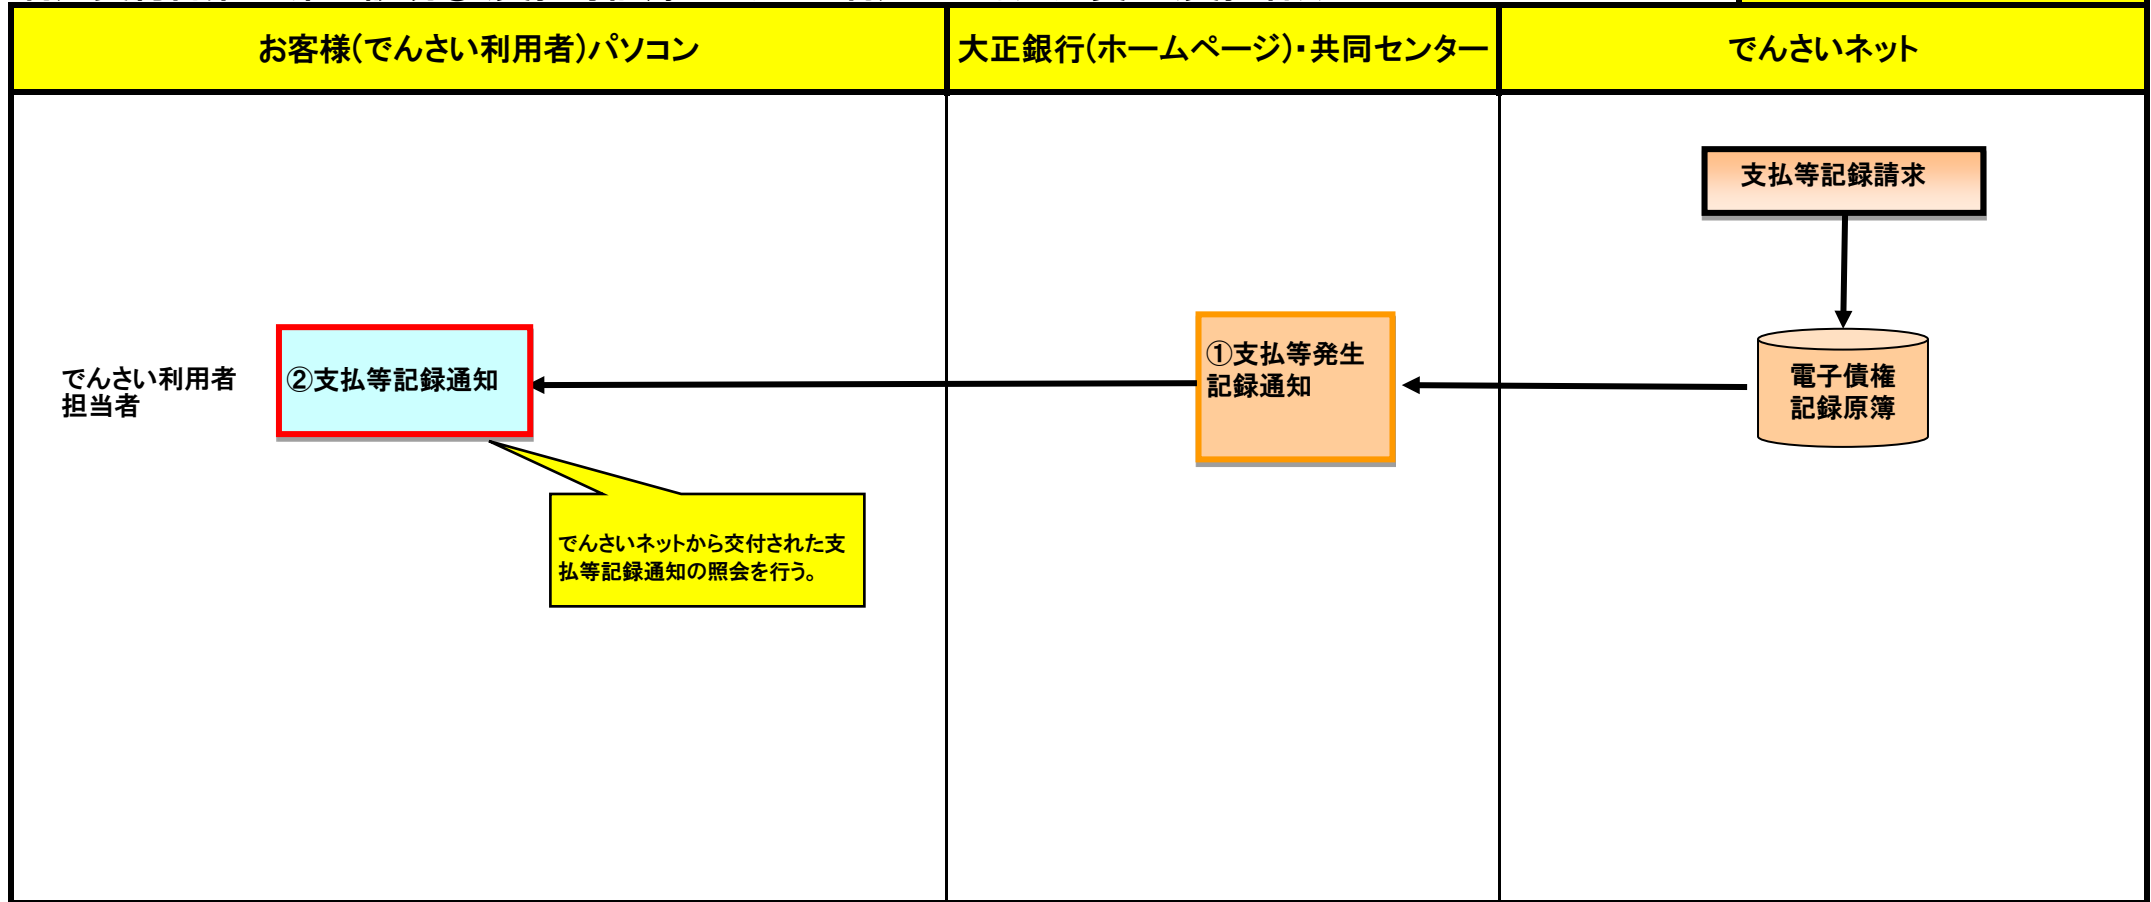 お客様(でんさい利用者)パソコン
大正銀行(ホームページ)・共同センター
でんさいネット
支払等記録請求
でんさい利用者
担当者
②支払等記録通知
①支払等発生
記録通知
電子債権
記録原簿
でんさいネットから交付された支
払等記録通知の照会を行う。